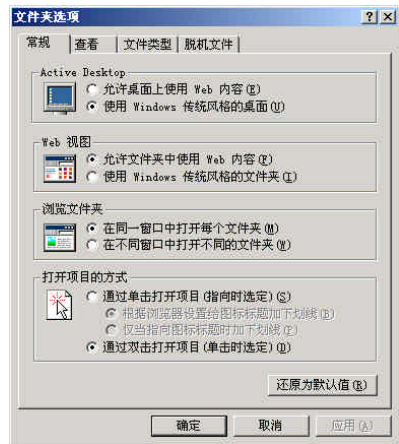 文件夹选项
常规 查看 文件类型 脱机文件
Active Desktop
允许桌面上使用 Web 内容(E)
使用 Windows 传统风格的桌面(U)
Web 视图
允许文件夹中使用 Web 内容(P)
使用 Windows 传统风格的文件夹(I)
浏览文件夹
在同一窗口中打开每个文件夹(M)
在不同窗口中打开不同的文件夹(W)
打开项目的方式
通过单击打开项目(指向时选定)(S)
根据浏览器设置给图标标题加下划线(B)
仅当指向图标标题时加下划线(P)
通过双击打开项目(单击时选定)(D)
还原为默认值(R)
确定 取消 应用(A)